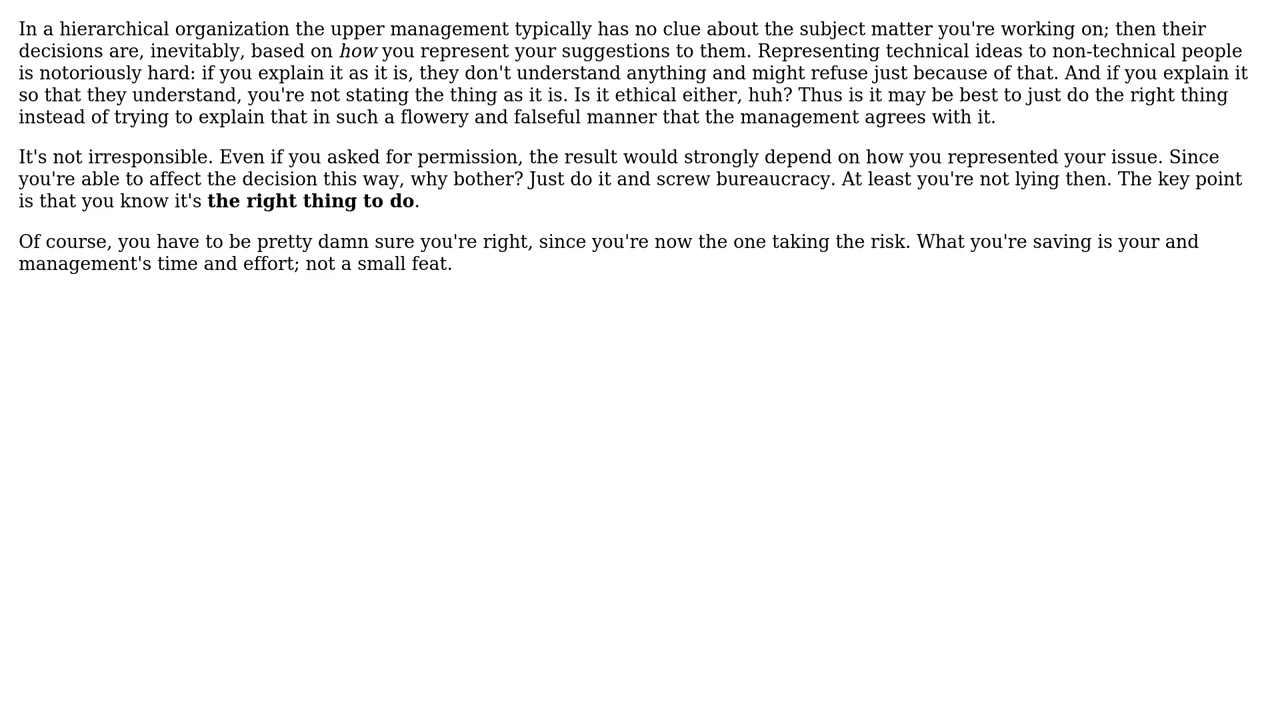 In a hierarchical organization the upper management typically has no clue about the subject matter you're working on; then their
decisions are, inevitably, based on how you represent your suggestions to them. Representing technical ideas to non-technical people
is notoriously hard: if you explain it as it is, they don't understand anything and might refuse just because of that. And if you explain it
so that they understand, you're not stating the thing as it is. Is it ethical either, huh? Thus is it may be best to just do the right thing
instead of trying to explain that in such a flowery and falseful manner that the management agrees with it.
It's not irresponsible. Even if you asked for permission, the result would strongly depend on how you represented your issue. Since
you're able to affect the decision this way, why bother? Just do it and screw bureaucracy. At least you're not lying then. The key point
is that you know it's the right thing to do.
Of course, you have to be pretty damn sure you're right, since you're now the one taking the risk. What you're saving is your and
management's time and effort; not a small feat.